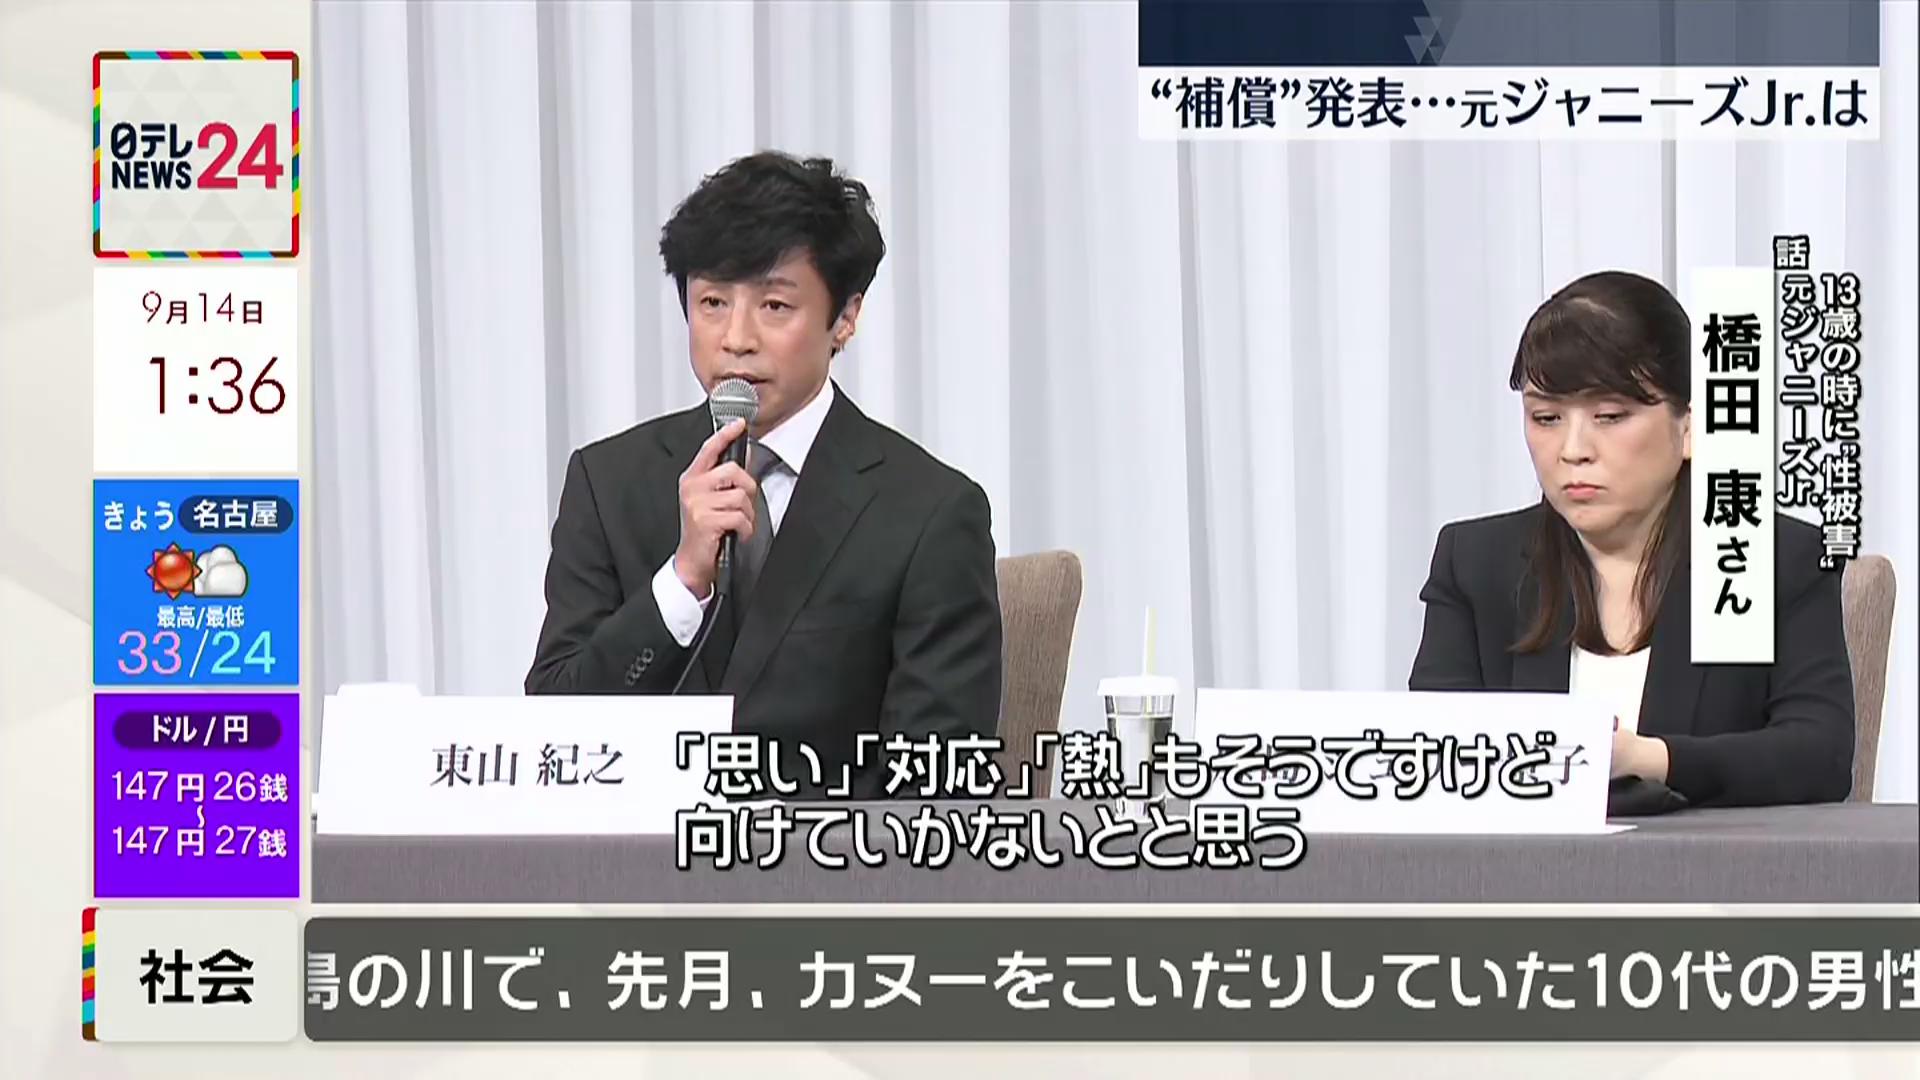 日テレ
NEWS24
9月14日
1:36
きょう 名古屋
最高/最低
33/24
ドル/円
147円26銭
~
147円27銭
“補償”発表…元ジャニーズJr.は
13歳の時に“性被害”
話 元ジャニーズJr.
橋田 康さん
東山 紀之
子
「思い」「対応」「熱」もそうですけど
向けていかないとと思う
社会
島の川で、先月、カヌーをこいだりしていた10代の男性